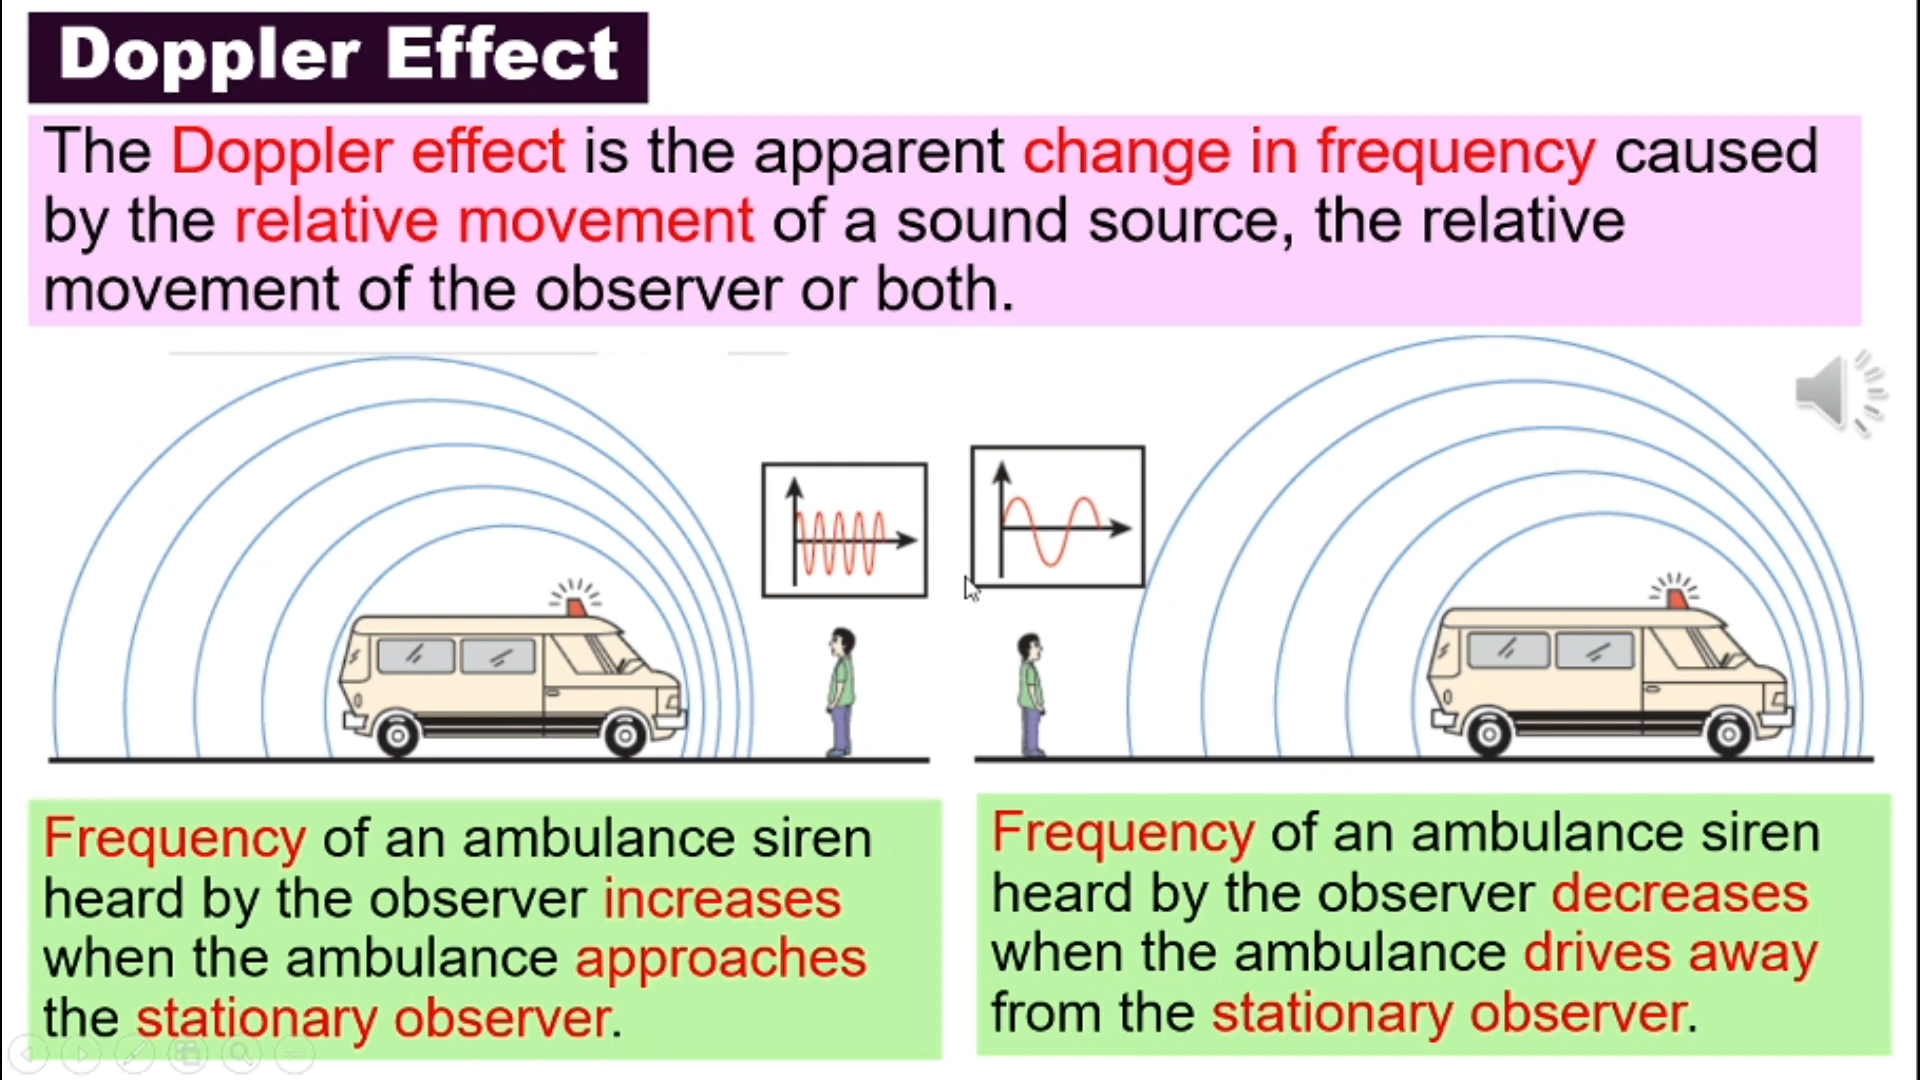 Doppler Effect
The Doppler effect is the apparent change in frequency caused
by the relative movement of a sound source, the relative
movement of the observer or both.
Frequency of an ambulance siren
heard by the observer increases
when the ambulance approaches
the stationary observer.
Frequency of an ambulance siren
heard by the observer decreases
when the ambulance drives away
from the stationary observer.